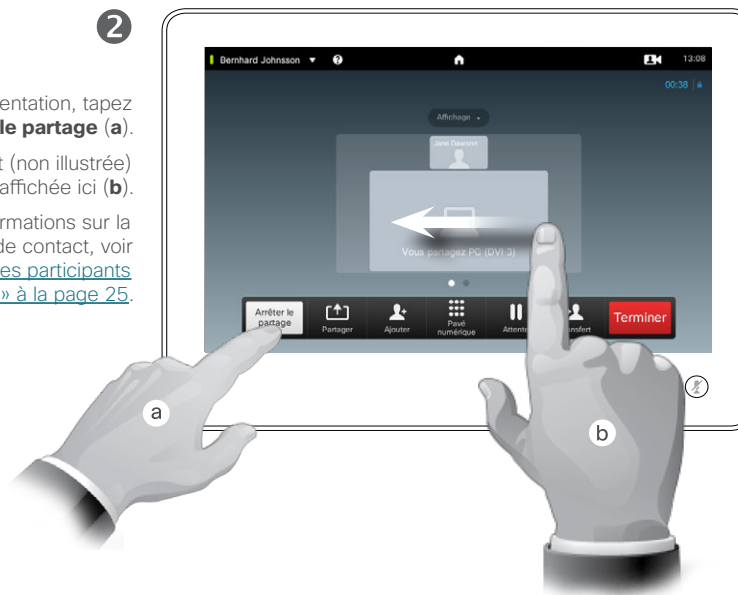 2
entation, tapez
le partage (a).
t (non illustrée)
affichée ici (b).
ormations sur la
de contact, voir
es participants
» à la page 25.
Bernhard Johnsson ? 13:08
00:38
Affichage
Jane Dawson
Vous partagez PC (DVI 3)
Arrêter le
partage
Partager
Ajouter
Pavé
numérique
Attente
nsfert
Terminer
a
b